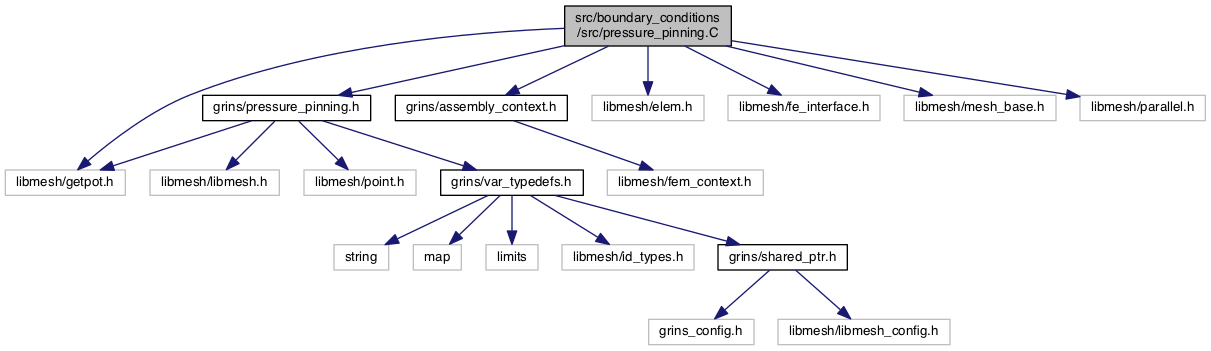 src/boundary_conditions
/src/pressure_pinning.C
grins/pressure_pinning.h
grins/assembly_context.h
libmesh/elem.h
libmesh/fe_interface.h
libmesh/mesh_base.h
libmesh/parallel.h
libmesh/getpot.h
libmesh/libmesh.h
libmesh/point.h
grins/var_typedefs.h
libmesh/fem_context.h
string
map
limits
libmesh/id_types.h
grins/shared_ptr.h
grins_config.h
libmesh/libmesh_config.h